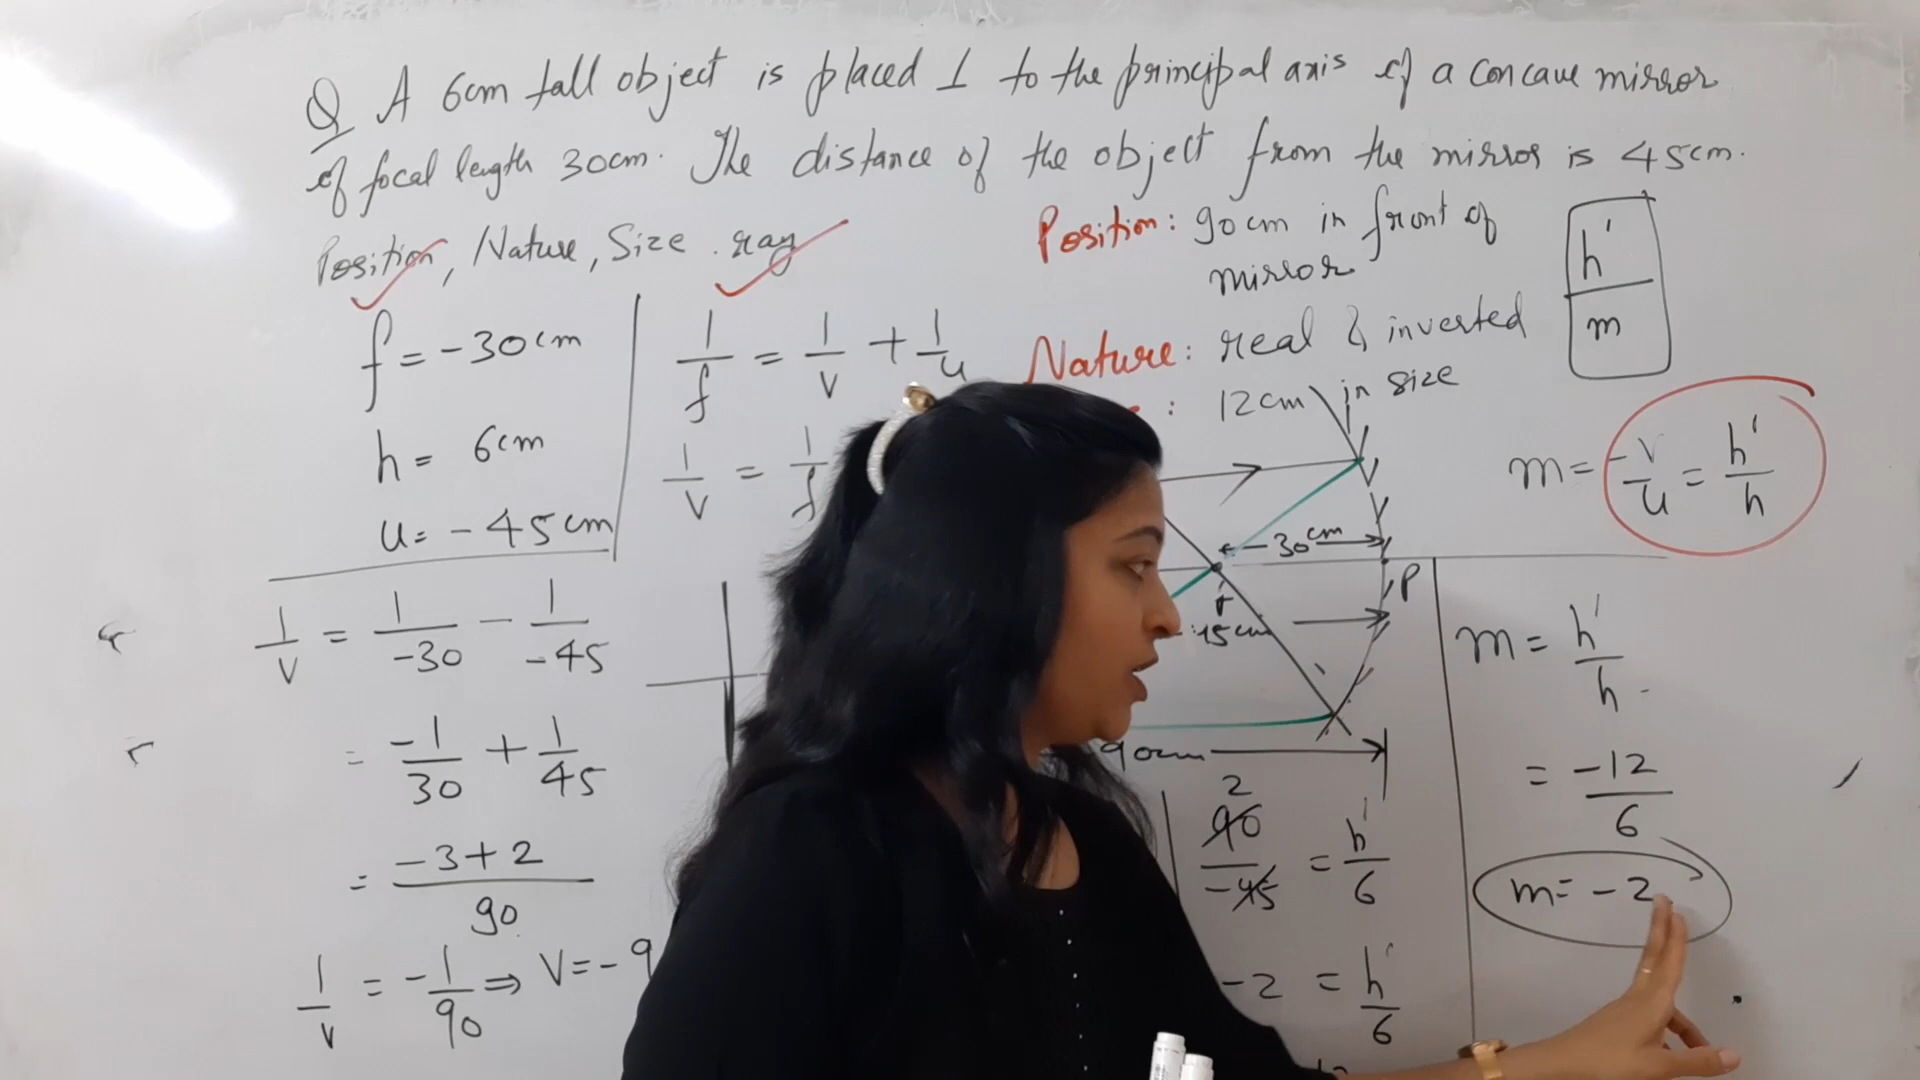 Q A 6cm tall object is placed ⊥ to the principal axis of a concave mirror
of focal length 30cm. The distance of the object from the mirror is 45cm.
Position, Nature, Size. ray
f = -30cm
h = 6cm
u = -45cm
1/f = 1/v + 1/u
1/v = 1/f
1/v = 1/-30 - 1/-45
= -1/30 + 1/45
= -3+2/90
1/v = -1/90 ⇒ v = -9
Position: 90cm in front of
mirror
Nature: real & inverted
: 12cm in size
h'
m
m = -v/u = h'/h
30cm
F
P
15cm
90cm
2
90/-45 = h'/6
-2 = h'/6
m = h'/h
= -12/6
m = -2